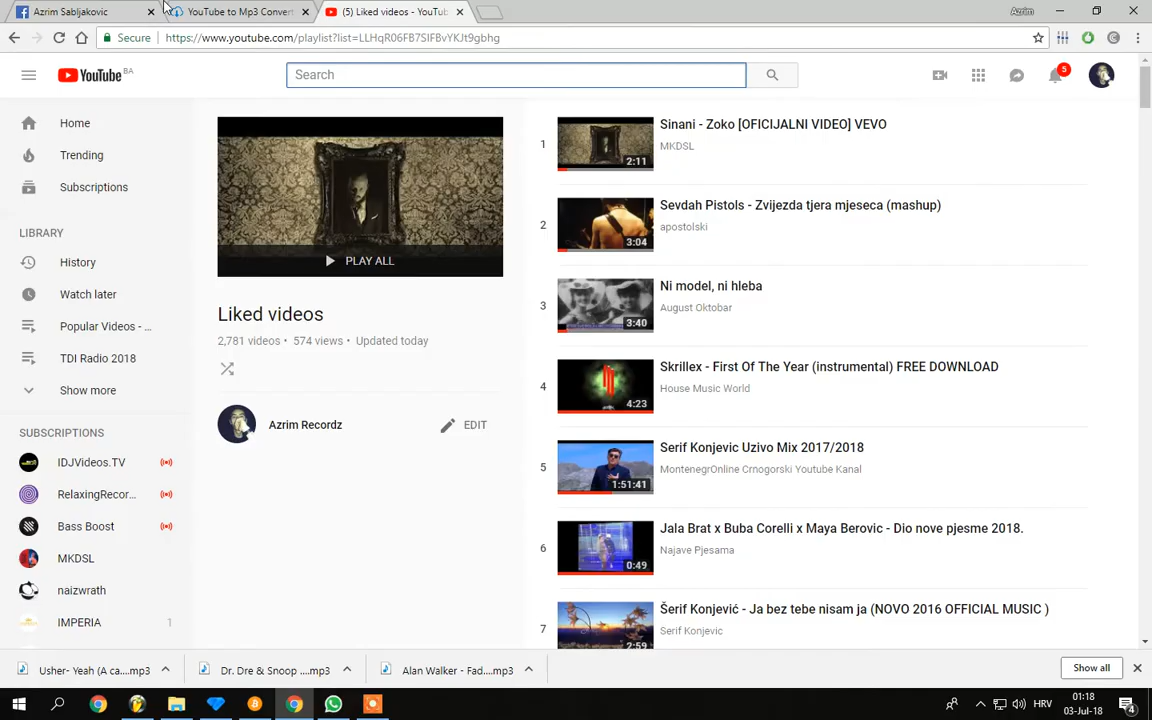 Azrim Sabljakovic
YouTube to Mp3 Convert
(5) Liked videos - YouTub
Azrim
Secure
https://www.youtube.com/playlist?list=LLHqR06FB7SIFBvYKJt9gbhg
YouTube BA
Search
5
Home
Trending
Subscriptions
LIBRARY
History
Watch later
Popular Videos - ...
TDI Radio 2018
Show more
SUBSCRIPTIONS
IDJVideos.TV
RelaxingRecor...
Bass Boost
MKDSL
naizwrath
IMPERIA 1
PLAY ALL
Liked videos
2,781 videos • 574 views • Updated today
Azrim Recordz
EDIT
1
2:11
Sinani - Zoko [OFICIJALNI VIDEO] VEVO
MKDSL
2
3:04
Sevdah Pistols - Zvijezda tjera mjeseca (mashup)
apostolski
3
3:40
Ni model, ni hleba
August Oktobar
4
4:23
Skrillex - First Of The Year (instrumental) FREE DOWNLOAD
House Music World
5
1:51:41
Serif Konjevic Uzivo Mix 2017/2018
MontenegrOnline Crnogorski Youtube Kanal
6
0:49
Jala Brat x Buba Corelli x Maya Berovic - Dio nove pjesme 2018.
Najave Pjesama
7
2:59
Šerif Konjević - Ja bez tebe nisam ja (NOVO 2016 OFFICIAL MUSIC )
Serif Konjevic
Usher- Yeah (A ca....mp3
Dr. Dre & Snoop ....mp3
Alan Walker - Fad....mp3
Show all
HRV
01:18
03-Jul-18
4